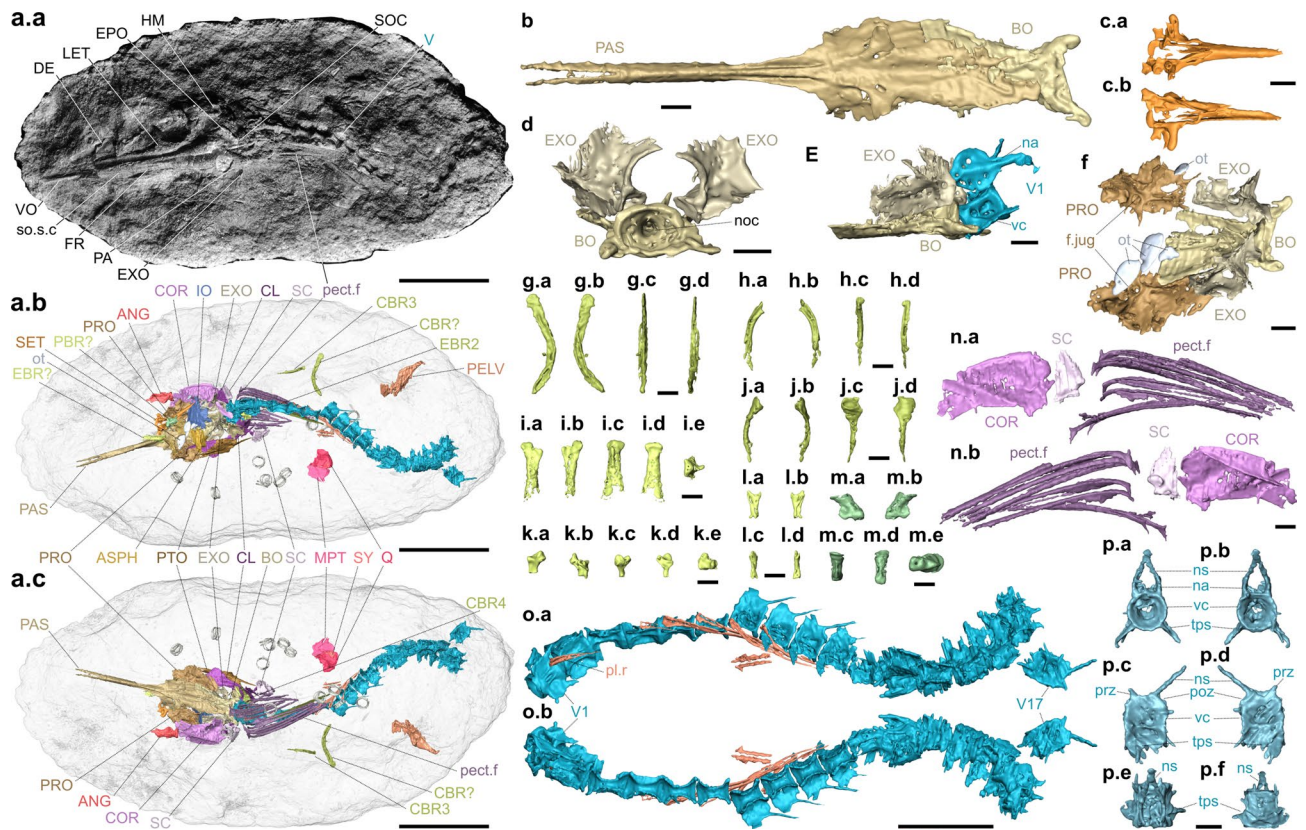 a.a
HM
EPO
LET
DE
SOC
V
VO
so.s.c
FR
PA
EXO
pect.f
b
PAS
BO
c.a
c.b
d
EXO
EXO
BO
noc
E
EXO
na
V1
vc
BO
f
ot
EXO
PRO
f.jug
ot
BO
PRO
EXO
a.b
COR IO EXO CL SC
CBR3
ANG
PRO
CBR?
SET PBR?
EBR2
ot
PELV
EBR?
PAS
PRO ASPH PTO EXO CL BO SC MPT SY Q
a.c
CBR4
PAS
PRO
pect.f
ANG
CBR?
COR SC
CBR3
g.a g.b g.c g.d
h.a h.b h.c h.d
i.a i.b i.c i.d i.e
j.a j.b j.c j.d
k.a k.b k.c k.d k.e
l.a l.b
l.c l.d
m.a m.b
m.c m.d m.e
n.a
SC
pect.f
COR
n.b
SC
COR
pect.f
o.a
pl.r
V1
V17
o.b
p.a p.b
ns
na
vc
tps
p.c p.d
ns
prz prz
poz
vc
tps
p.e p.f
ns ns
tps